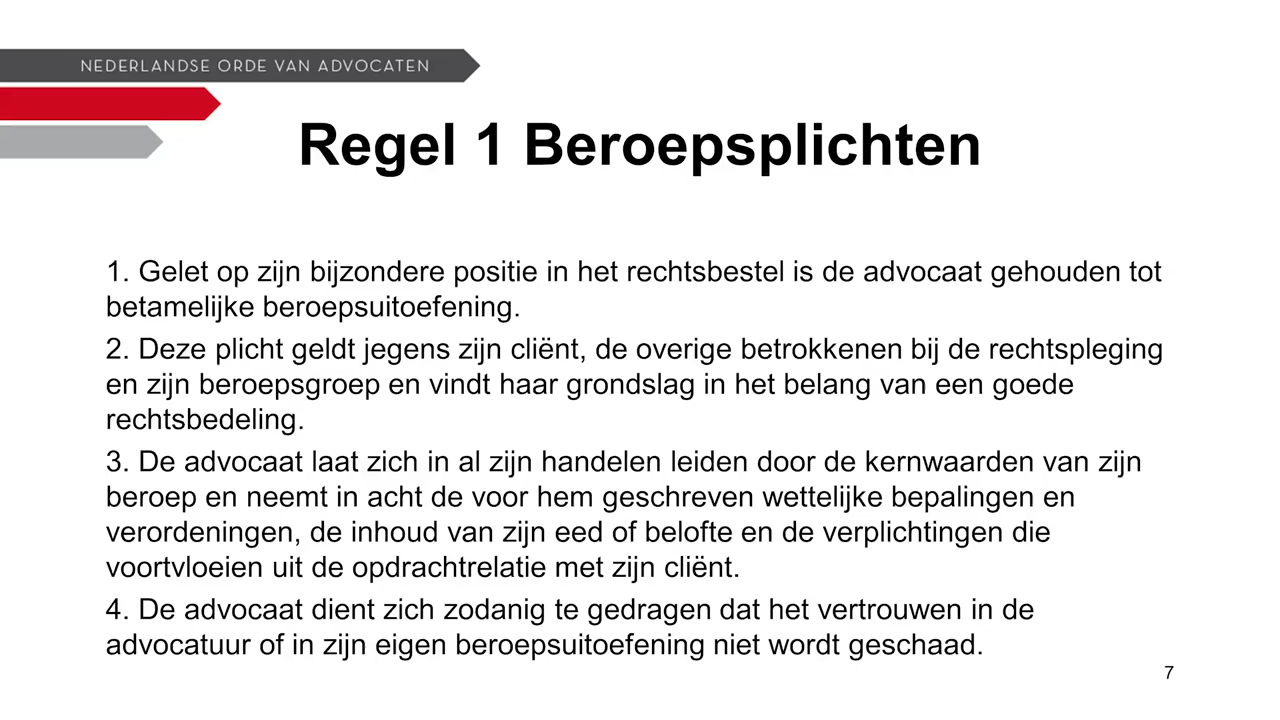 NEDERLANDSE ORDE VAN ADVOCATEN
Regel 1 Beroepsplichten
1. Gelet op zijn bijzondere positie in het rechtsbestel is de advocaat gehouden tot
betamelijke beroepsuitoefening.
2. Deze plicht geldt jegens zijn cliënt, de overige betrokkenen bij de rechtspleging
en zijn beroepsgroep en vindt haar grondslag in het belang van een goede
rechtsbedeling.
3. De advocaat laat zich in al zijn handelen leiden door de kernwaarden van zijn
beroep en neemt in acht de voor hem geschreven wettelijke bepalingen en
verordeningen, de inhoud van zijn eed of belofte en de verplichtingen die
voortvloeien uit de opdrachtrelatie met zijn cliënt.
4. De advocaat dient zich zodanig te gedragen dat het vertrouwen in de
advocatuur of in zijn eigen beroepsuitoefening niet wordt geschaad.
7